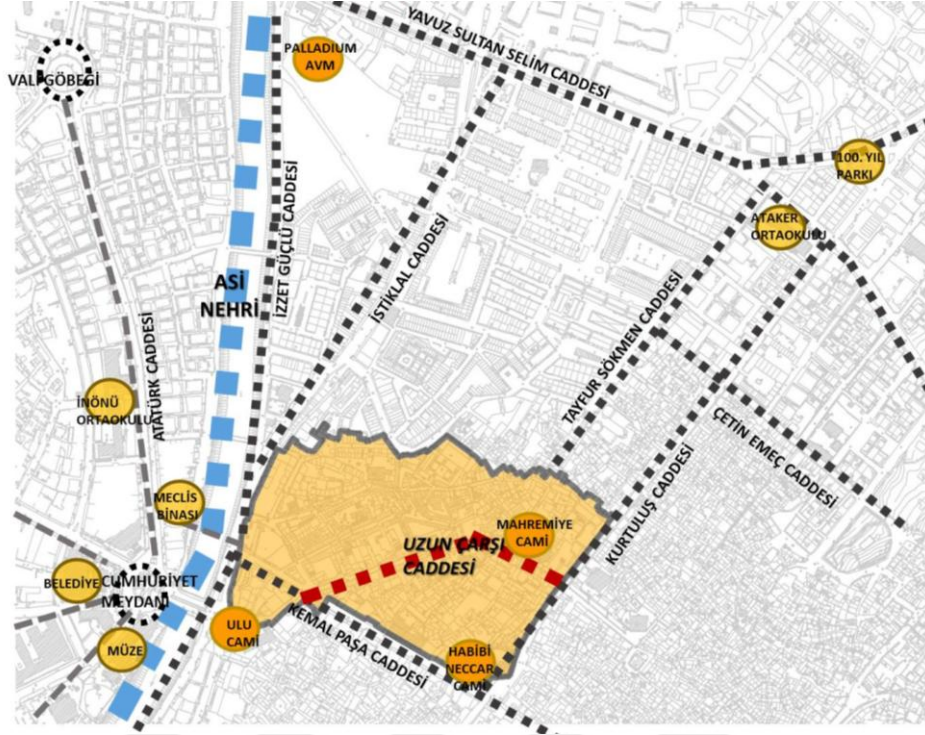 YAVUZ SULTAN SELİM CADDESİ
PALLADIUM
AVM
VALİ GÖBEĞİ
100. YIL
PARKI
ATAKER
ORTAOKULU
İZZET GÜÇLÜ CADDESİ
İSTİKLAL CADDESİ
ASİ
NEHRİ
TAYFUR SÖKMEN CADDESİ
ATATÜRK CADDESİ
İNÖNÜ
ORTAOKULU
ÇETİN EMEÇ CADDESİ
KURTULUŞ CADDESİ
MECLİS
BİNASI
MAHREMİYE
CAMİ
UZUN ÇARŞI
CADDESİ
BELEDİYE
CUMHURİYET
MEYDANI
KEMAL PAŞA CADDESİ
ULU
CAMİ
MÜZE
HABİBİ
NECCAR
CAMİ